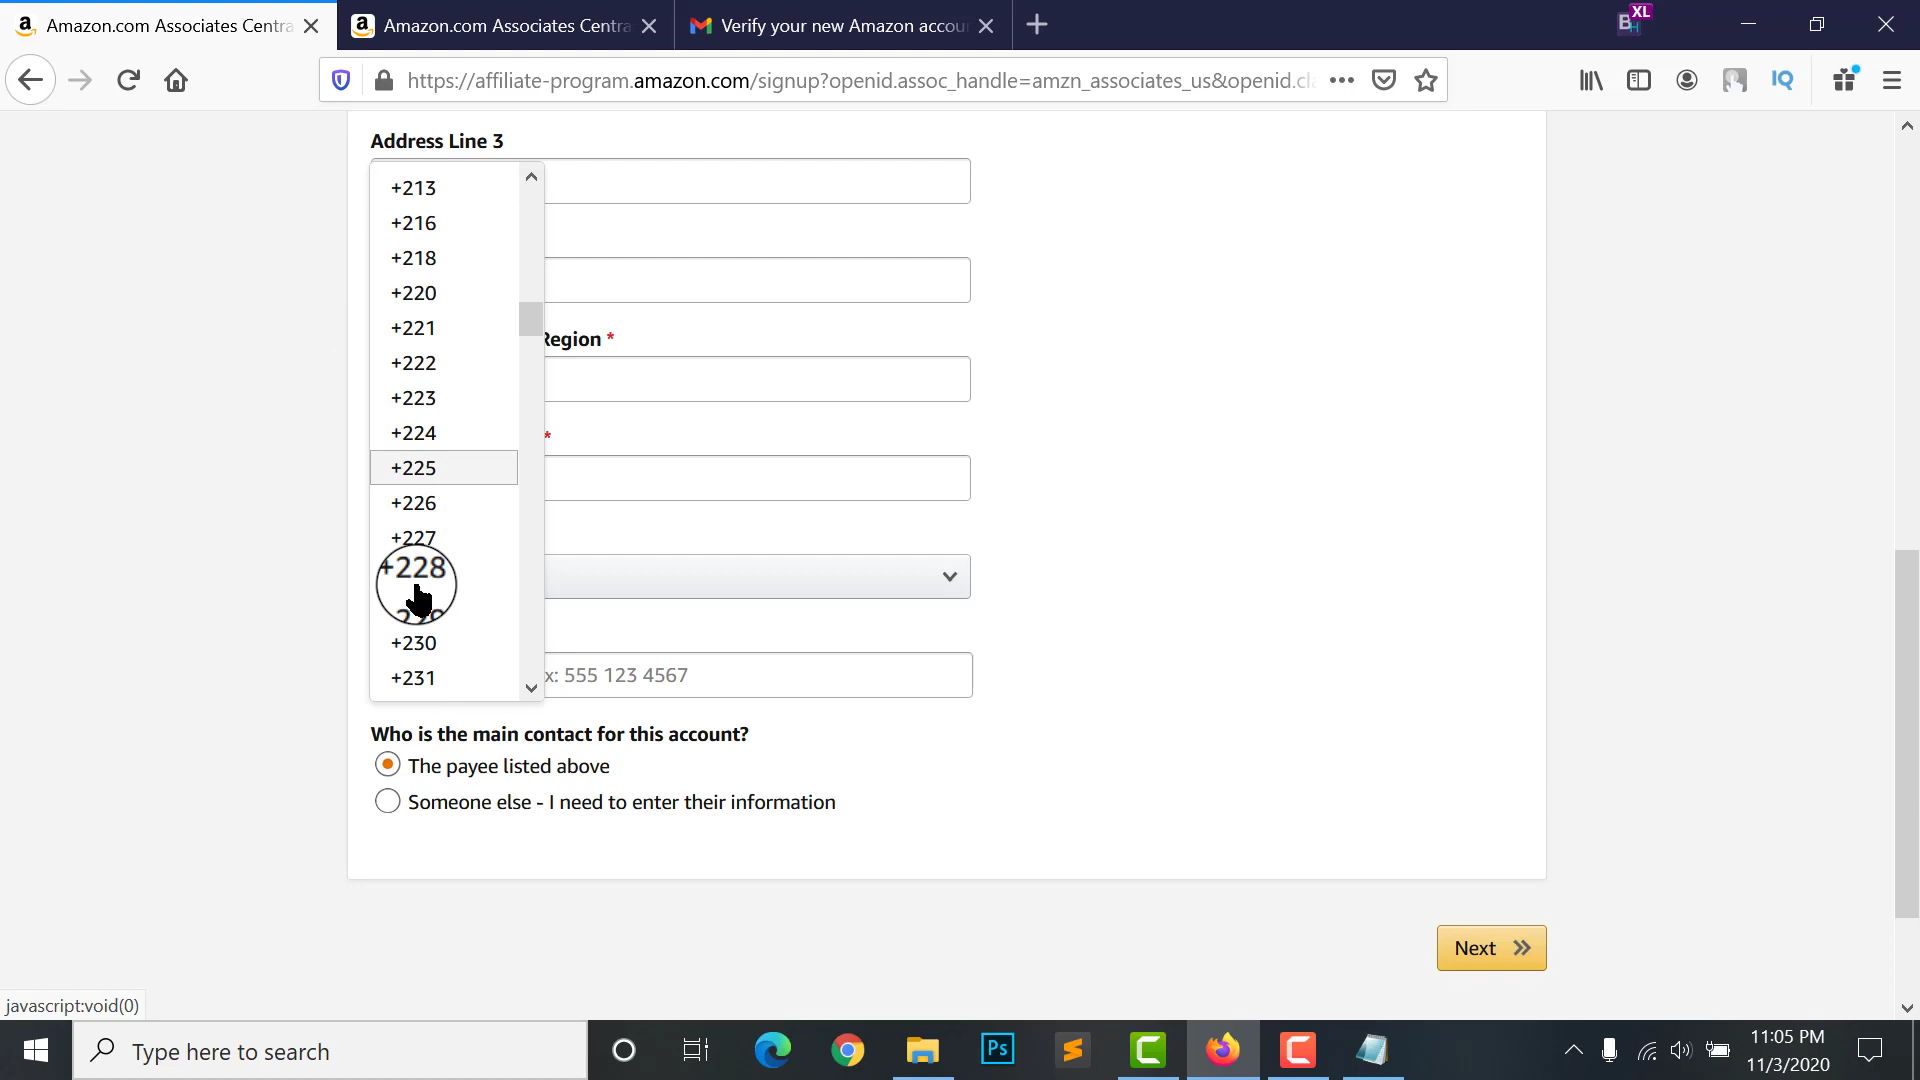 Amazon.com Associates Centra
Amazon.com Associates Centra
Verify your new Amazon accou
XL
https://affiliate-program.amazon.com/signup?openid.assoc_handle=amzn_associates_us&openid.cla
IQ
Address Line 3
+213
+216
+218
+220
+221
+222
+223
+224
+225
+226
+227
+228
+229
+230
+231
Region *
*
x: 555 123 4567
Who is the main contact for this account?
The payee listed above
Someone else - I need to enter their information
Next
javascript:void(0)
Type here to search
Ps
11:05 PM
11/3/2020